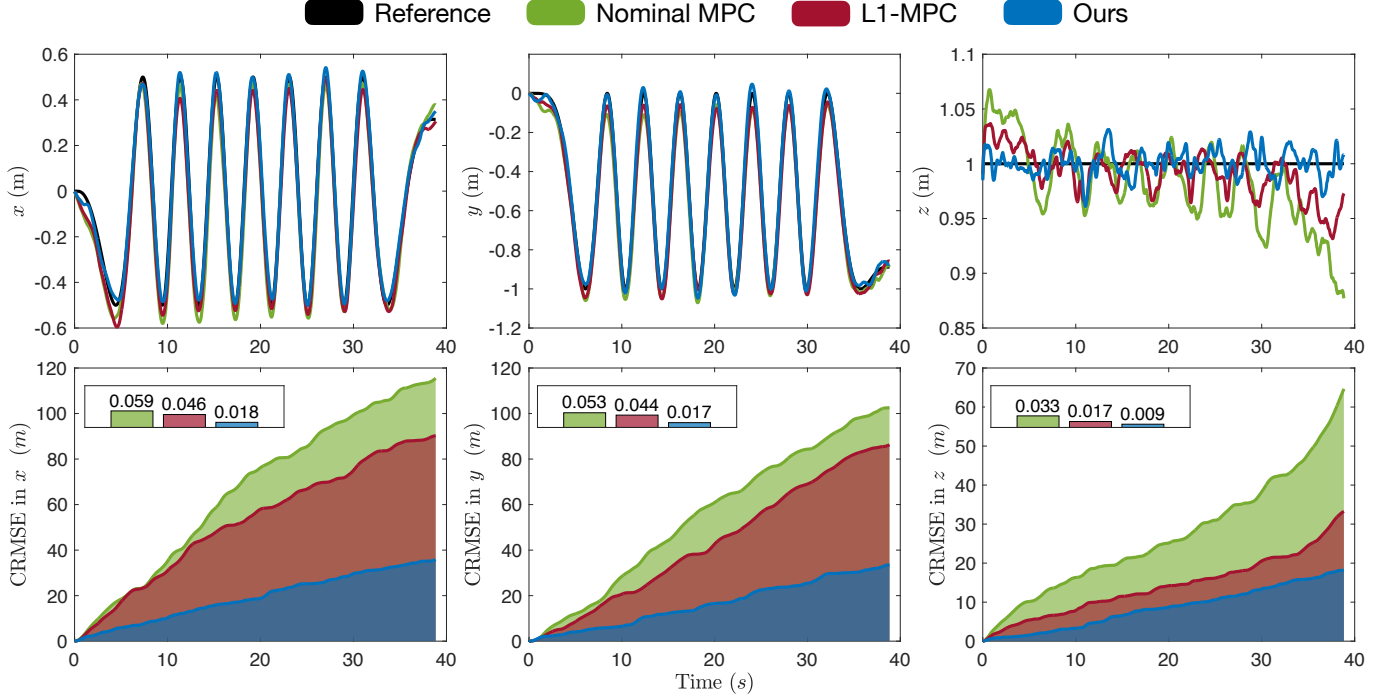 Reference Nominal MPC L1-MPC Ours
x (m)
0.6
0.4
0.2
0
-0.2
-0.4
-0.6
0 10 20 30 40
y (m)
0
-0.2
-0.4
-0.6
-0.8
-1
-1.2
0 10 20 30 40
z (m)
1.1
1.05
1
0.95
0.9
0.85
0 10 20 30 40
CRMSE in x (m)
120
100
80
60
40
20
0
0.059 0.046 0.018
0 10 20 30 40
CRMSE in y (m)
120
100
80
60
40
20
0
0.053 0.044 0.017
0 10 20 30 40
Time (s)
CRMSE in z (m)
70
60
50
40
30
20
10
0
0.033 0.017 0.009
0 10 20 30 40